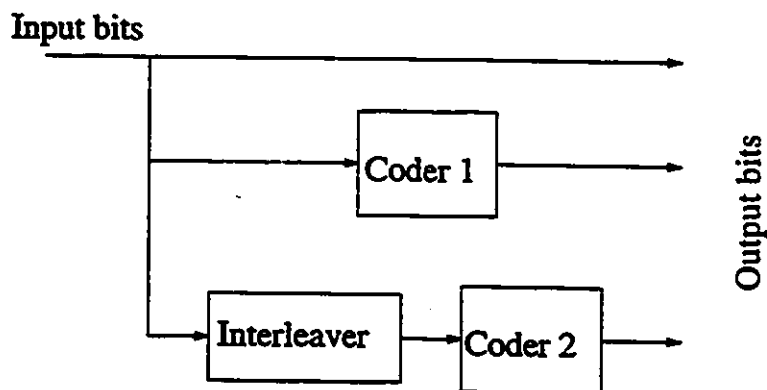 Input bits
Coder 1
Output bits
Interleaver
Coder 2